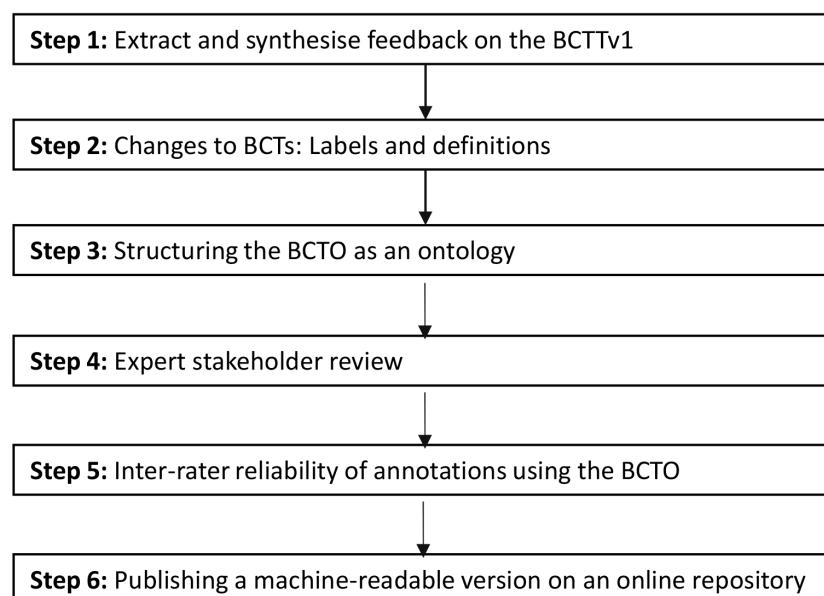 Step 1: Extract and synthesise feedback on the BCTTv1
Step 2: Changes to BCTs: Labels and definitions
Step 3: Structuring the BCTO as an ontology
Step 4: Expert stakeholder review
Step 5: Inter-rater reliability of annotations using the BCTO
Step 6: Publishing a machine-readable version on an online repository